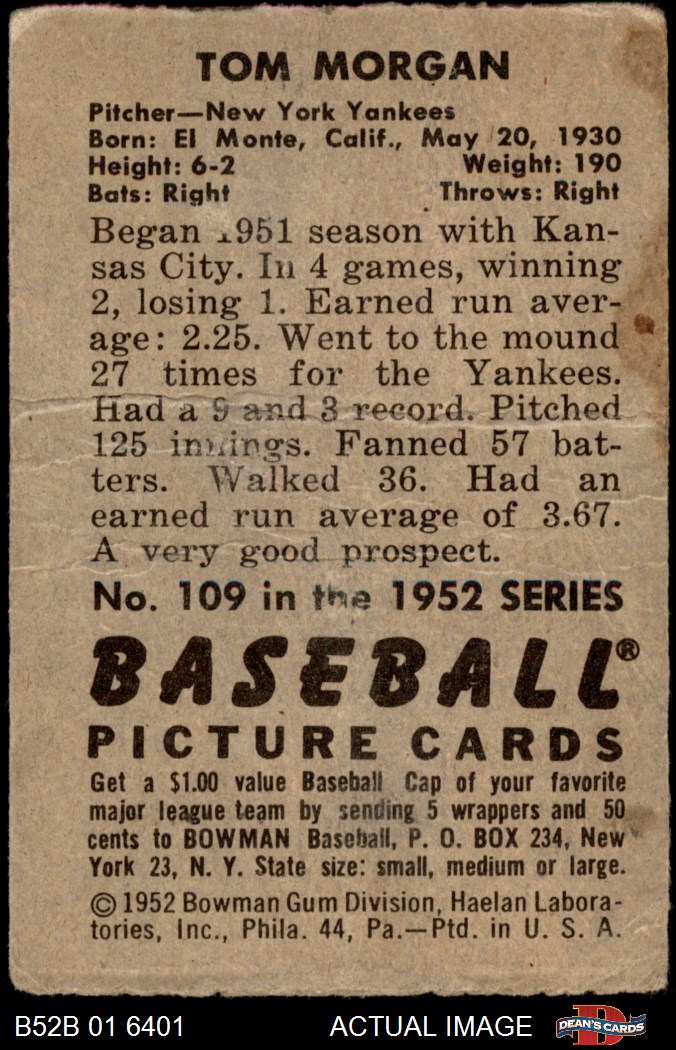 TOM MORGAN
Pitcher—New York Yankees
Born: El Monte, Calif., May 20, 1930
Height: 6-2 Weight: 190
Bats: Right Throws: Right
Began 1951 season with Kan-
sas City. In 4 games, winning
2, losing 1. Earned run aver-
age: 2.25. Went to the mound
27 times for the Yankees.
Had a 9 and 3 record. Pitched
125 innings. Fanned 57 bat-
ters. Walked 36. Had an
earned run average of 3.67.
A very good prospect.
No. 109 in the 1952 SERIES
BASEBALL®
PICTURE CARDS
Get a $1.00 value Baseball Cap of your favorite
major league team by sending 5 wrappers and 50
cents to BOWMAN Baseball, P. O. BOX 234, New
York 23, N. Y. State size: small, medium or large.
© 1952 Bowman Gum Division, Haelan Labora-
tories, Inc., Phila. 44, Pa.—Ptd. in U. S. A.
B52B 01 6401 ACTUAL IMAGE D DEAN'S CARDS